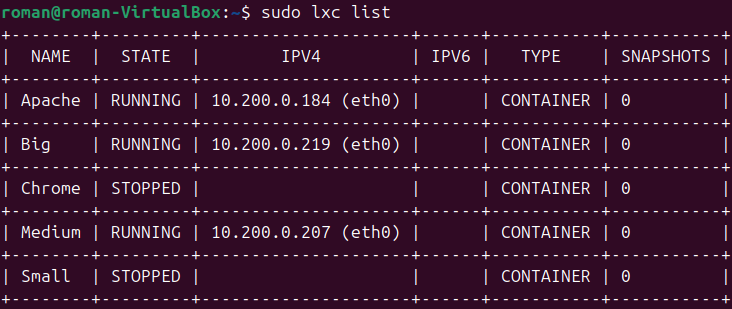 roman@roman-VirtualBox:~$ sudo lxc list
+--------+---------+---------------------+------+-----------+-----------+
|  NAME  |  STATE  |        IPV4         | IPV6 |   TYPE    | SNAPSHOTS |
+--------+---------+---------------------+------+-----------+-----------+
| Apache | RUNNING | 10.200.0.184 (eth0) |      | CONTAINER | 0         |
+--------+---------+---------------------+------+-----------+-----------+
| Big    | RUNNING | 10.200.0.219 (eth0) |      | CONTAINER | 0         |
+--------+---------+---------------------+------+-----------+-----------+
| Chrome | STOPPED |                     |      | CONTAINER | 0         |
+--------+---------+---------------------+------+-----------+-----------+
| Medium | RUNNING | 10.200.0.207 (eth0) |      | CONTAINER | 0         |
+--------+---------+---------------------+------+-----------+-----------+
| Small  | STOPPED |                     |      | CONTAINER | 0         |
+--------+---------+---------------------+------+-----------+-----------+